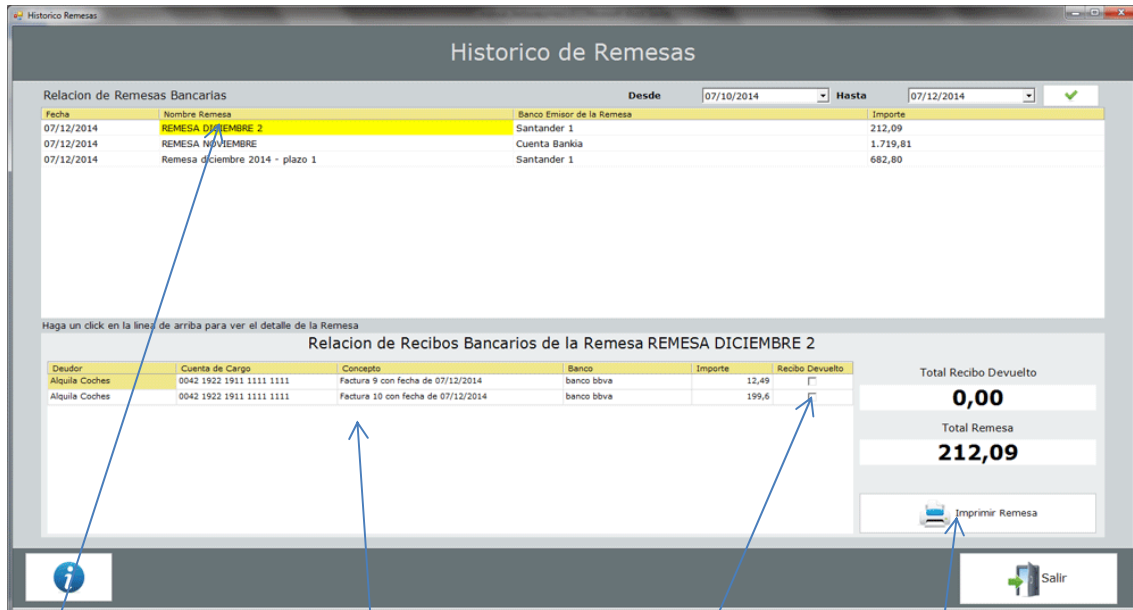 Historico Remesas
Historico de Remesas
Relacion de Remesas Bancarias Desde 07/10/2014 Hasta 07/12/2014
Fecha Nombre Remesa Banco Emisor de la Remesa Importe
07/12/2014 REMESA DICIEMBRE 2 Santander 1 212,09
07/12/2014 REMESA NOVIEMBRE Cuenta Bankia 1.719,81
07/12/2014 Remesa diciembre 2014 - plazo 1 Santander 1 682,80
Haga un click en la linea de arriba para ver el detalle de la Remesa
Relacion de Recibos Bancarios de la Remesa REMESA DICIEMBRE 2
Deudor Cuenta de Cargo Concepto Banco Importe Recibo Devuelto
Alquila Coches 0042 1922 1911 1111 1111 Factura 9 con fecha de 07/12/2014 banco bbva 12,49
Alquila Coches 0042 1922 1911 1111 1111 Factura 10 con fecha de 07/12/2014 banco bbva 199,6
Total Recibo Devuelto
0,00
Total Remesa
212,09
Imprimir Remesa
Salir